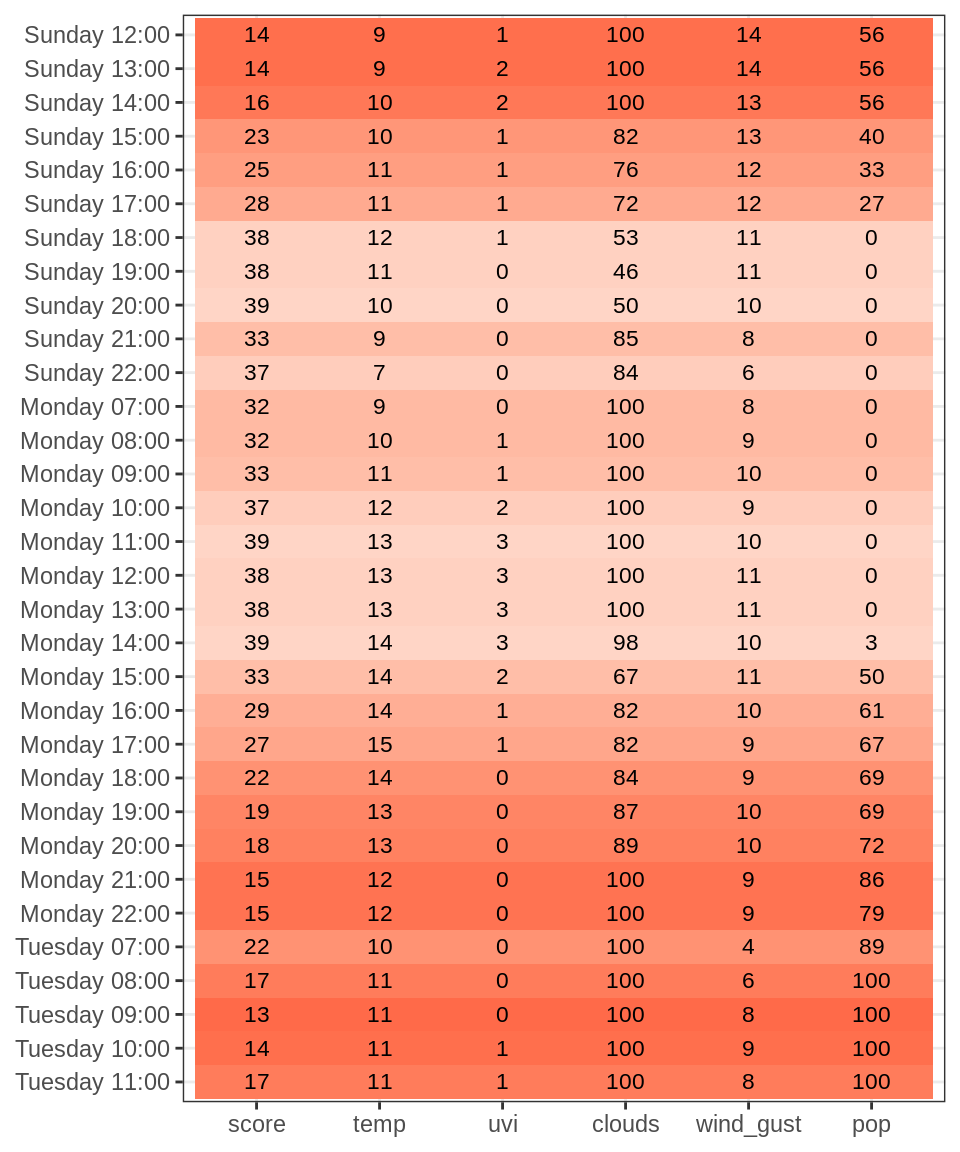 Sunday 12:00 14 9 1 100 14 56
Sunday 13:00 14 9 2 100 14 56
Sunday 14:00 16 10 2 100 13 56
Sunday 15:00 23 10 1 82 13 40
Sunday 16:00 25 11 1 76 12 33
Sunday 17:00 28 11 1 72 12 27
Sunday 18:00 38 12 1 53 11 0
Sunday 19:00 38 11 0 46 11 0
Sunday 20:00 39 10 0 50 10 0
Sunday 21:00 33 9 0 85 8 0
Sunday 22:00 37 7 0 84 6 0
Monday 07:00 32 9 0 100 8 0
Monday 08:00 32 10 1 100 9 0
Monday 09:00 33 11 1 100 10 0
Monday 10:00 37 12 2 100 9 0
Monday 11:00 39 13 3 100 10 0
Monday 12:00 38 13 3 100 11 0
Monday 13:00 38 13 3 100 11 0
Monday 14:00 39 14 3 98 10 3
Monday 15:00 33 14 2 67 11 50
Monday 16:00 29 14 1 82 10 61
Monday 17:00 27 15 1 82 9 67
Monday 18:00 22 14 0 84 9 69
Monday 19:00 19 13 0 87 10 69
Monday 20:00 18 13 0 89 10 72
Monday 21:00 15 12 0 100 9 86
Monday 22:00 15 12 0 100 9 79
Tuesday 07:00 22 10 0 100 4 89
Tuesday 08:00 17 11 0 100 6 100
Tuesday 09:00 13 11 0 100 8 100
Tuesday 10:00 14 11 1 100 9 100
Tuesday 11:00 17 11 1 100 8 100
score temp uvi clouds wind_gust pop